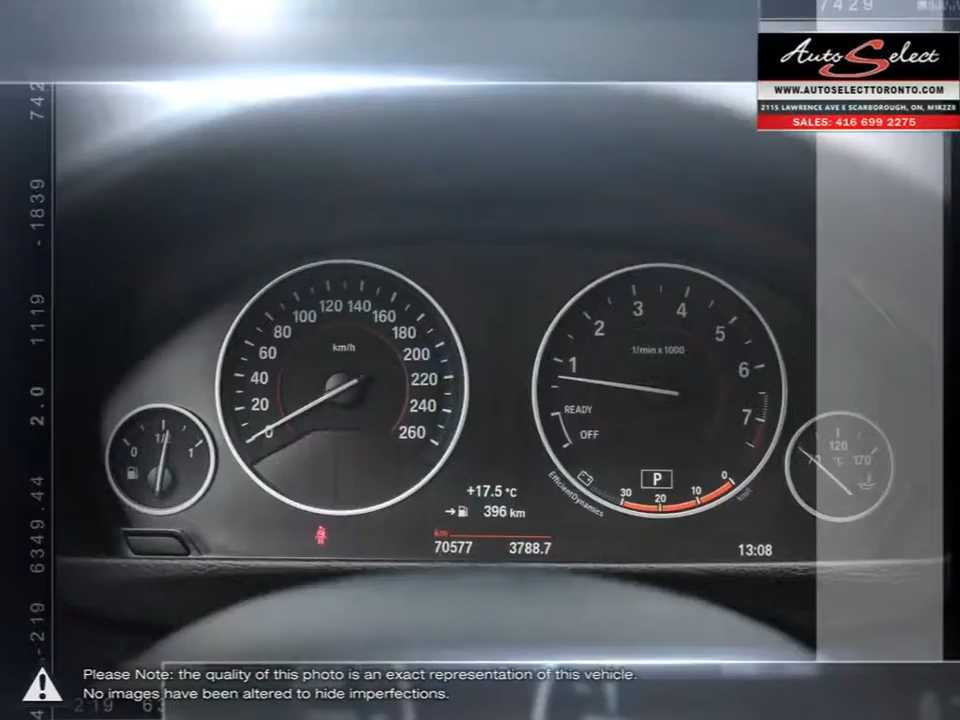 7429
Auto Select
WWW.AUTOSELECTTORONTO.COM
2115 LAWRENCE AVE E SCARBOROUGH, ON, M1R2Z8
SALES: 416 699 2275
742
- 1839
1119
2.0
6349.44
-219
0 20 40 60 80 100 120 140 160 180 200 220 240 260
km/h
1 2 3 4 5 6 7
1/min x 1000
READY
OFF
0 1/2 1
120
70 °C 170
P
EfficientDynamics
30 20 10 0
+17.5 °C
396 km
km
70577 3788.7
13:08
Please Note: the quality of this photo is an exact representation of this vehicle.
No images have been altered to hide imperfections.
219 63